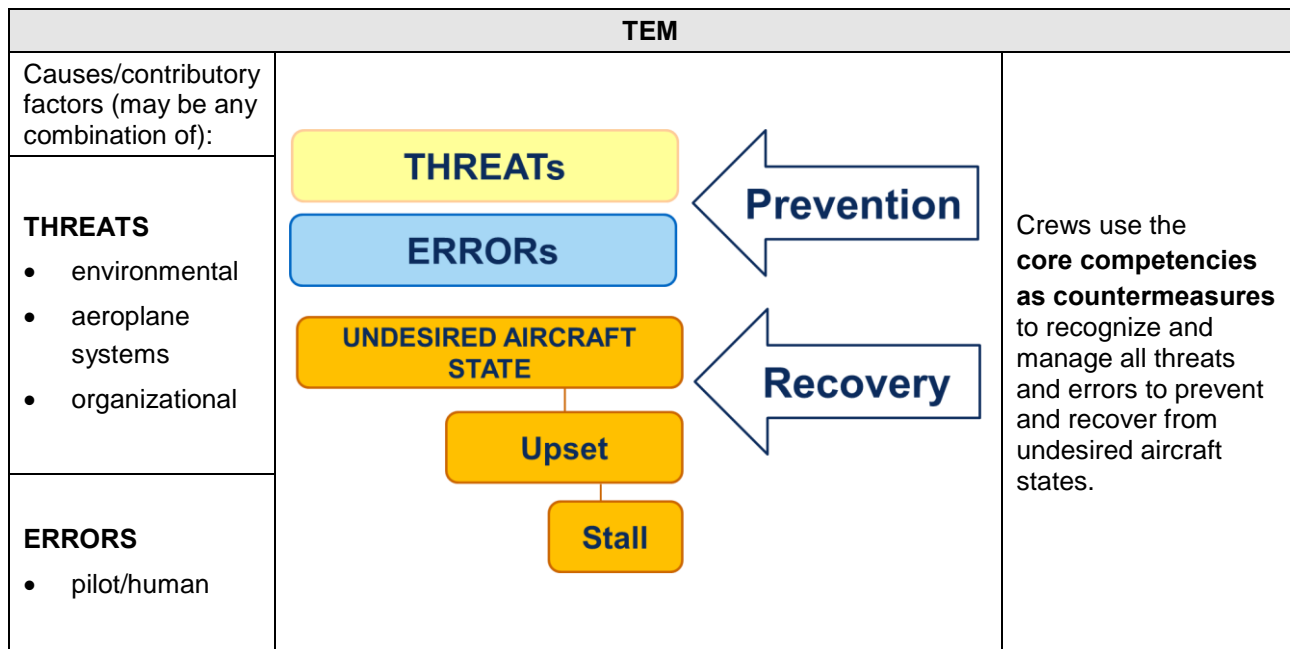 TEM
Causes/contributory
factors (may be any
combination of):
THREATS
• environmental
• aeroplane
systems
• organizational
ERRORS
• pilot/human
THREATs
ERRORs
UNDESIRED AIRCRAFT
STATE
Upset
Stall
Prevention
Recovery
Crews use the
core competencies
as countermeasures
to recognize and
manage all threats
and errors to prevent
and recover from
undesired aircraft
states.